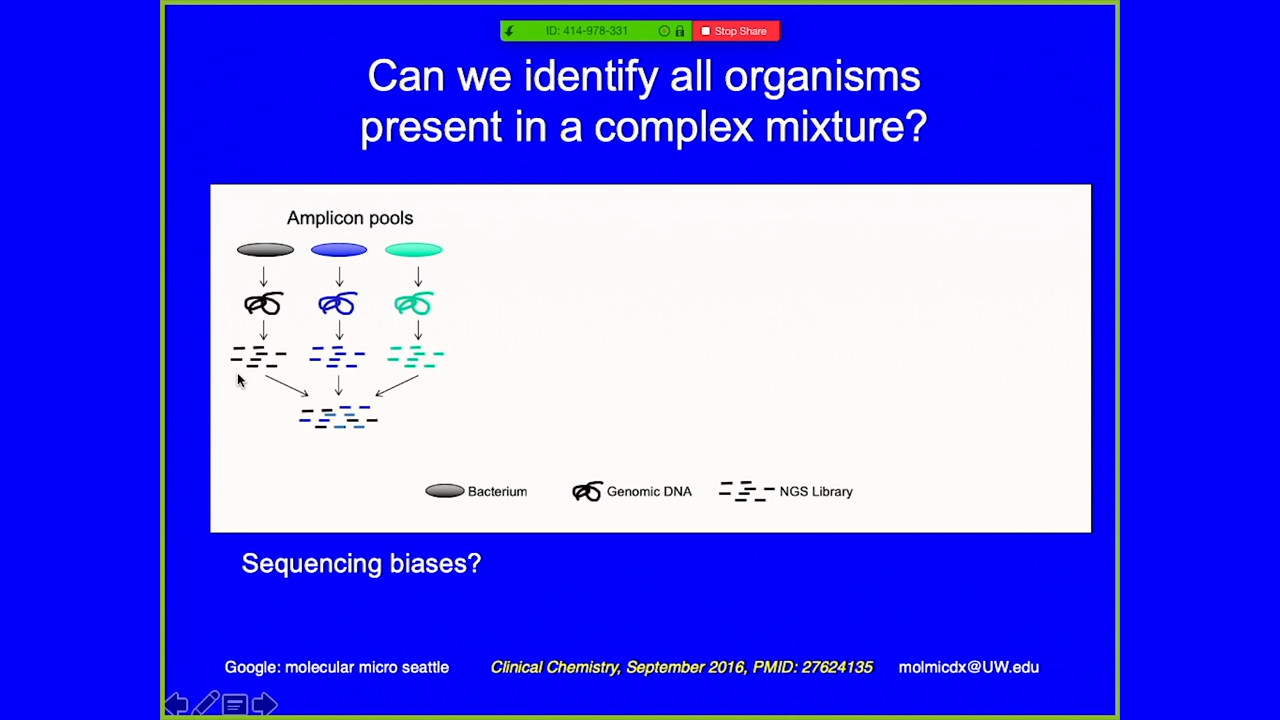 ID: 414-978-331
Stop Share
Can we identify all organisms
present in a complex mixture?
Amplicon pools
Bacterium
Genomic DNA
NGS Library
Sequencing biases?
Google: molecular micro seattle
Clinical Chemistry, September 2016, PMID: 27624135
molmicdx@UW.edu